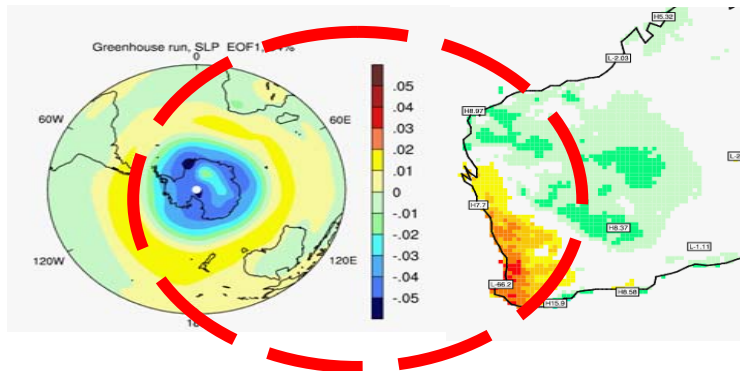 Greenhouse run, SLP EOF1,
0
60W
60E
120W
120E
.05
.04
.03
.02
.01
0
-.01
-.02
-.03
-.04
-.05
H5.32
L-2.03
H8.97
H7.7
H8.37
L-1.11
L-66.2
H15.9
H8.58